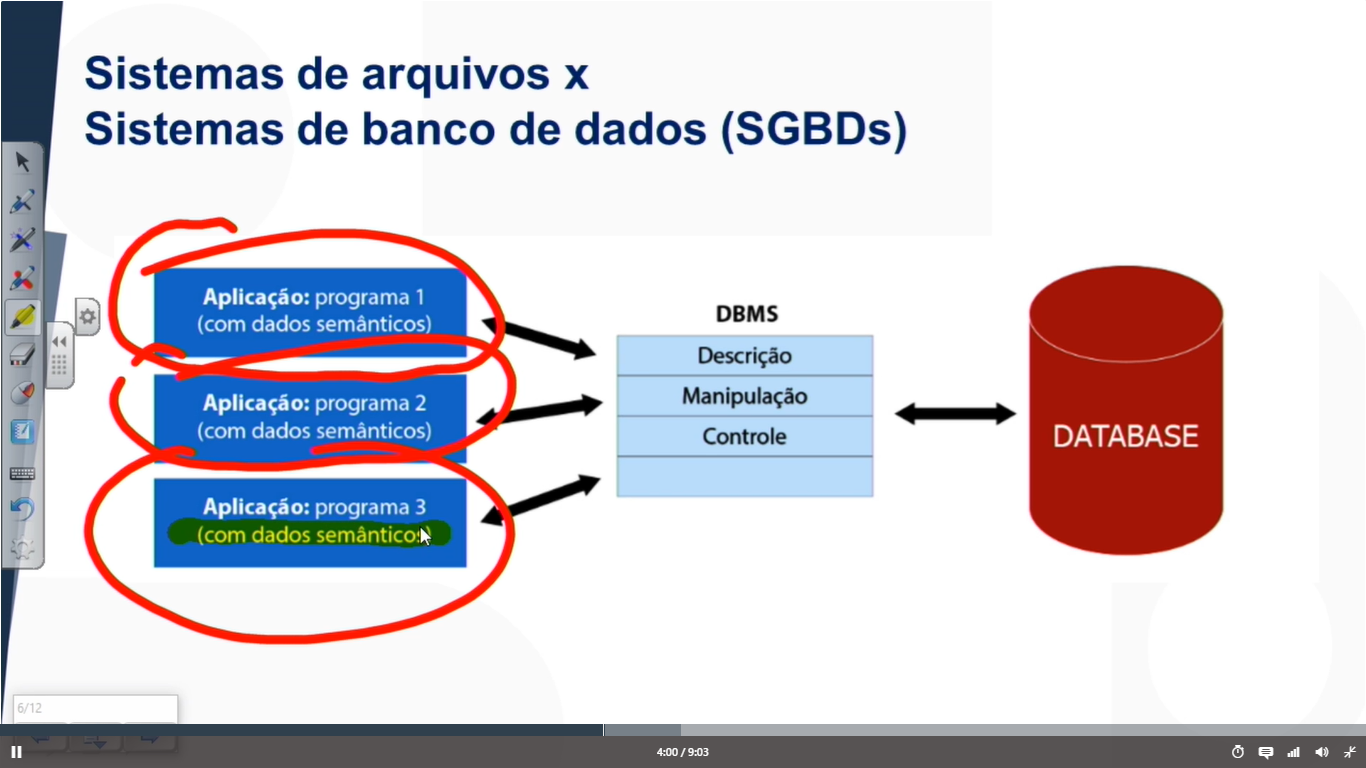 Sistemas de arquivos x
Sistemas de banco de dados (SGBDs)
Aplicação: programa 1
(com dados semânticos)
Aplicação: programa 2
(com dados semânticos)
Aplicação: programa 3
(com dados semânticos)
DBMS
Descrição
Manipulação
Controle
DATABASE
6/12
4:00 / 9:03